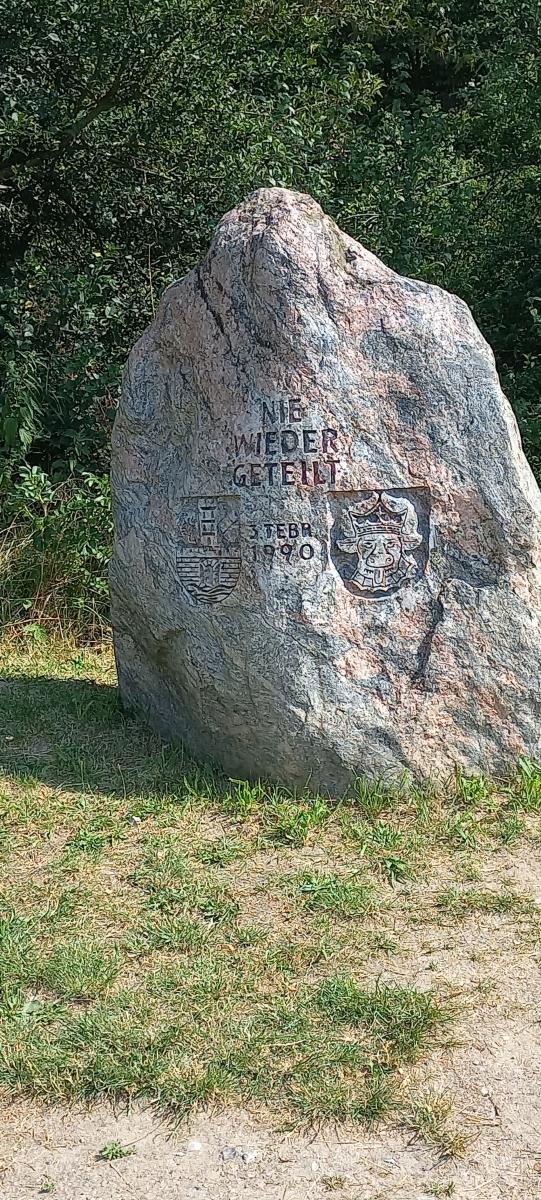 NIE
WIEDER
GETEILT
3.FEBR.
1990